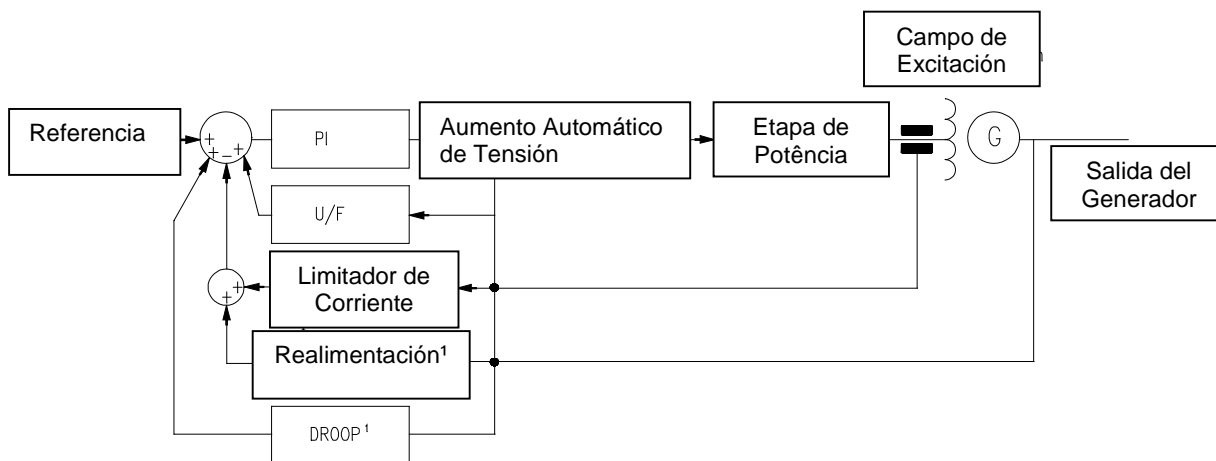 Campo de
Excitación
Referencia
+
+
-
+
PI
Aumento Automático
de Tensión
Etapa de
Potência
G
Salida del
Generador
U/F
+
+
Limitador de
Corriente
Realimentación¹
DROOP¹